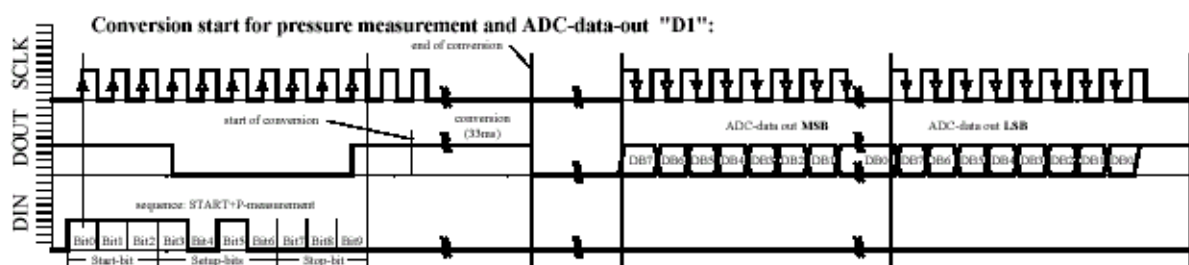 Conversion start for pressure measurement and ADC-data-out "D1":
end of conversion
SCLK
start of conversion
conversion
(33ms)
ADC-data out MSB
ADC-data out LSB
DOUT
DB7 DB6 DB5 DB4 DB3 DB2 DB1 DB0 DB7 DB6 DB5 DB4 DB3 DB2 DB1 DB0
sequence: START+P-measurement
DIN
Bit0 Bit1 Bit2 Bit3 Bit4 Bit5 Bit6 Bit7 Bit8 Bit9
Start-bit Setup-bits Stop-bit